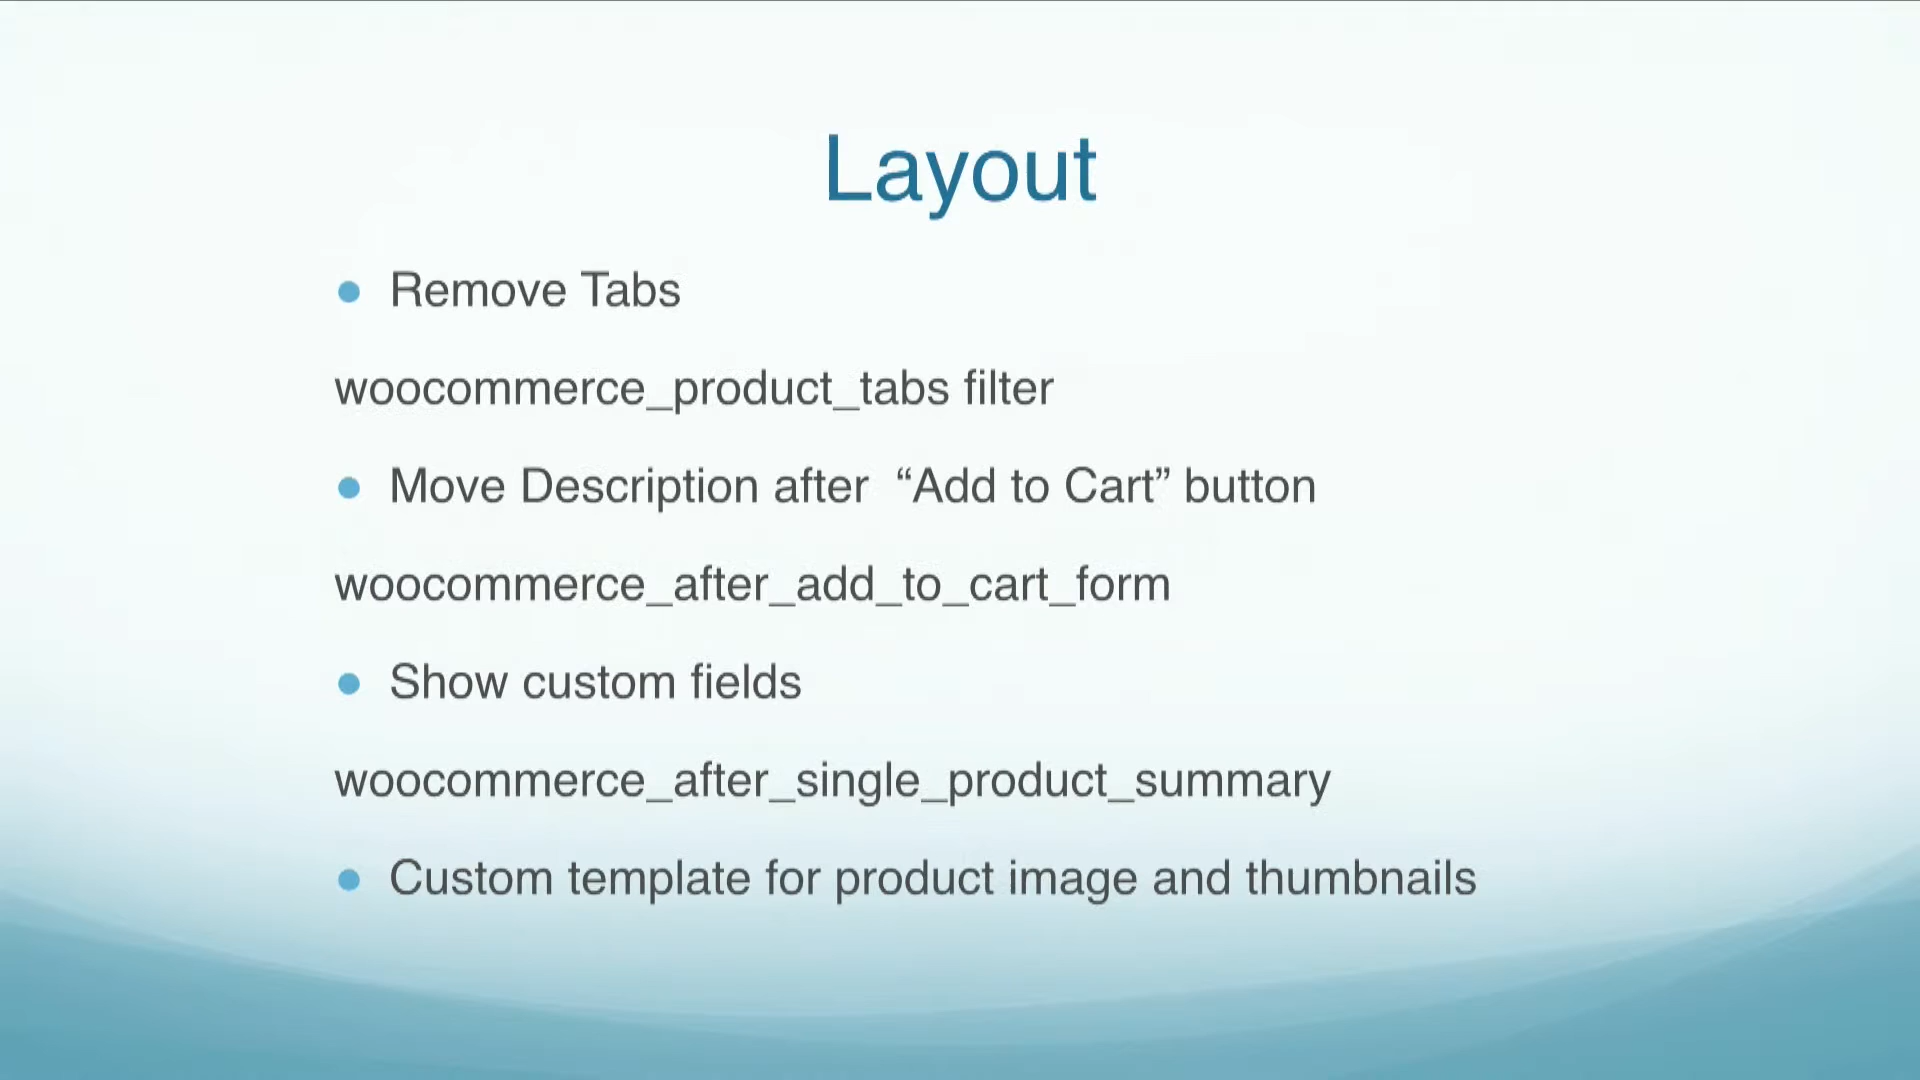 Layout
Remove Tabs
woocommerce_product_tabs filter
Move Description after “Add to Cart” button
woocommerce_after_add_to_cart_form
Show custom fields
woocommerce_after_single_product_summary
Custom template for product image and thumbnails